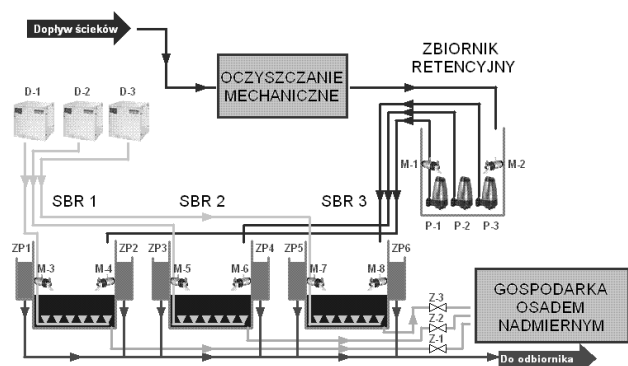 Dopływ ścieków
OCZYSZCZANIE
MECHANICZNE
ZBIORNIK
RETENCYJNY
D-1 D-2 D-3
M-1 M-2
P-1 P-2 P-3
SBR 1 SBR 2 SBR 3
ZP1 ZP2 ZP3 ZP4 ZP5 ZP6
M-3 M-4 M-5 M-6 M-7 M-8
Z-3
Z-2
Z-1
GOSPODARKA
OSADEM
NADMIERNYM
Do odbiornika